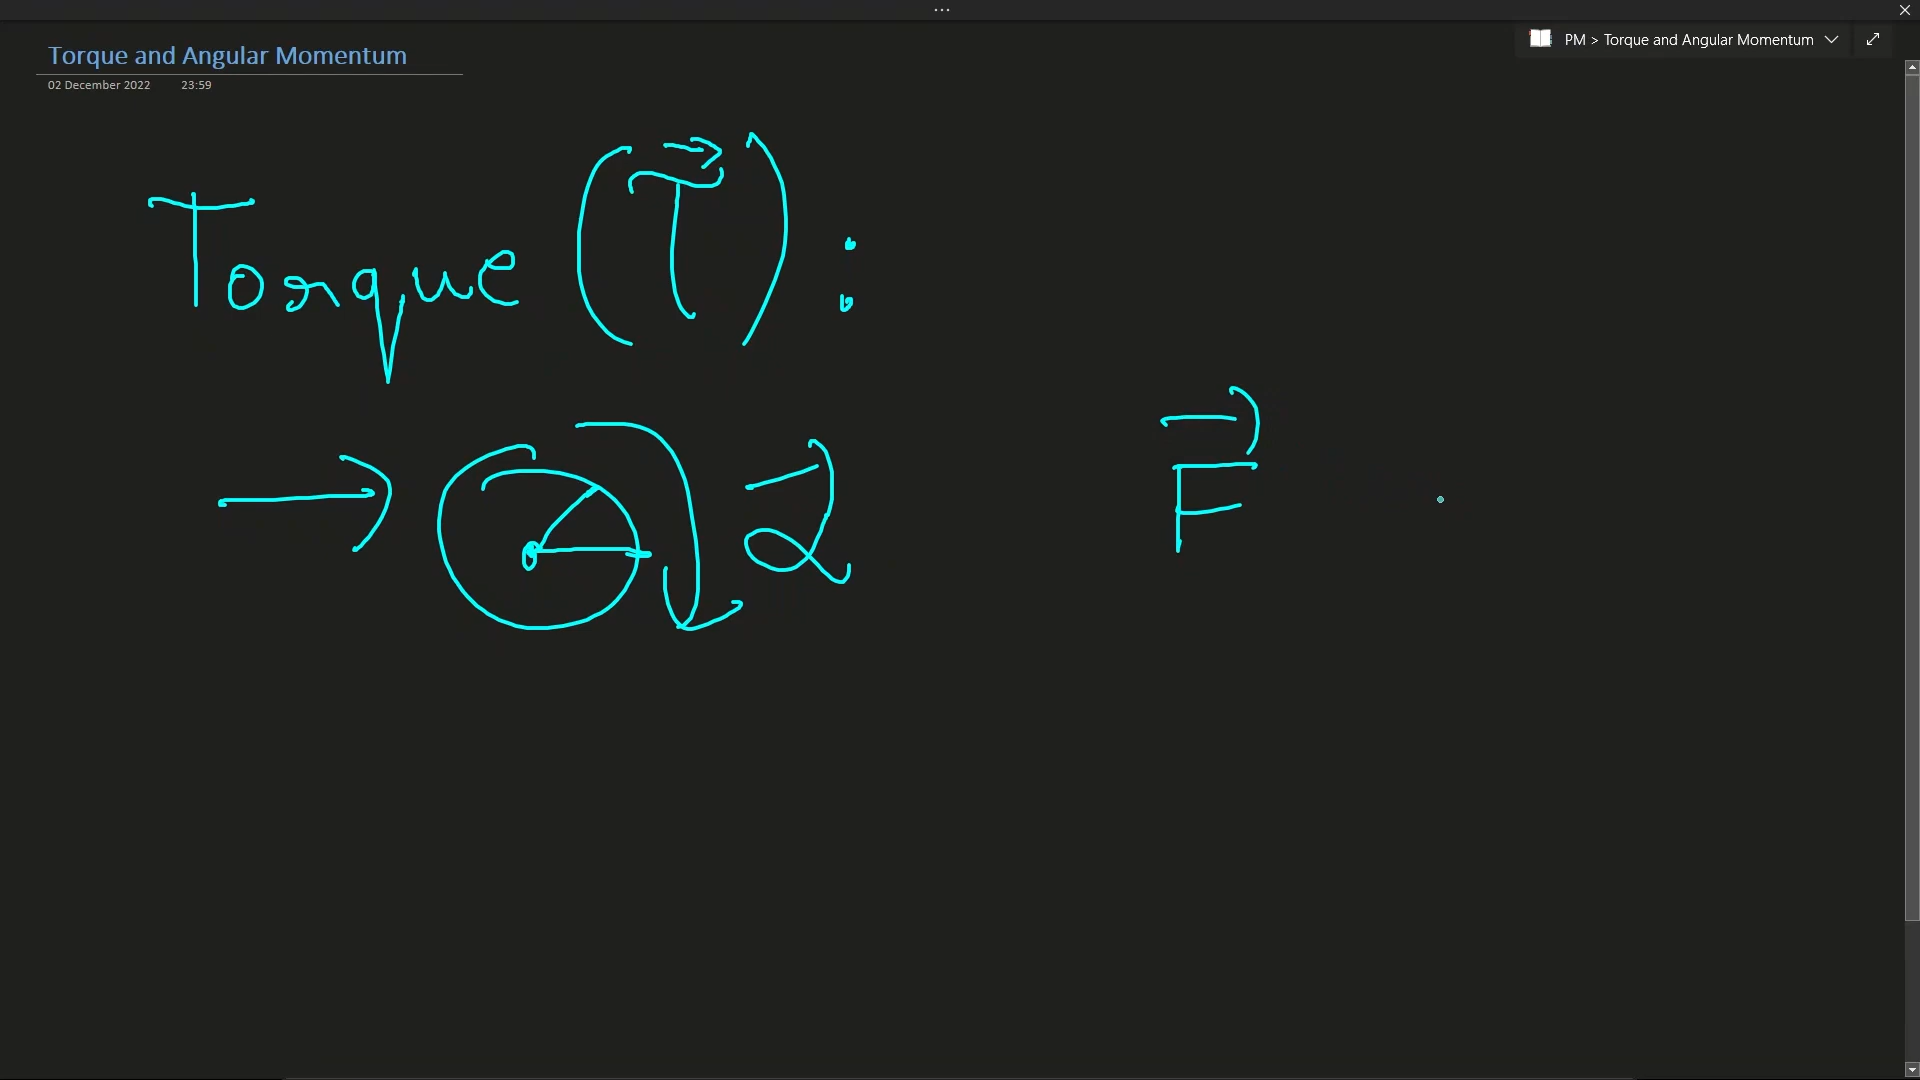 PM > Torque and Angular Momentum
Torque and Angular Momentum
02 December 2022 23:59
Torque (τ⃗) :
→ α⃗ F⃗